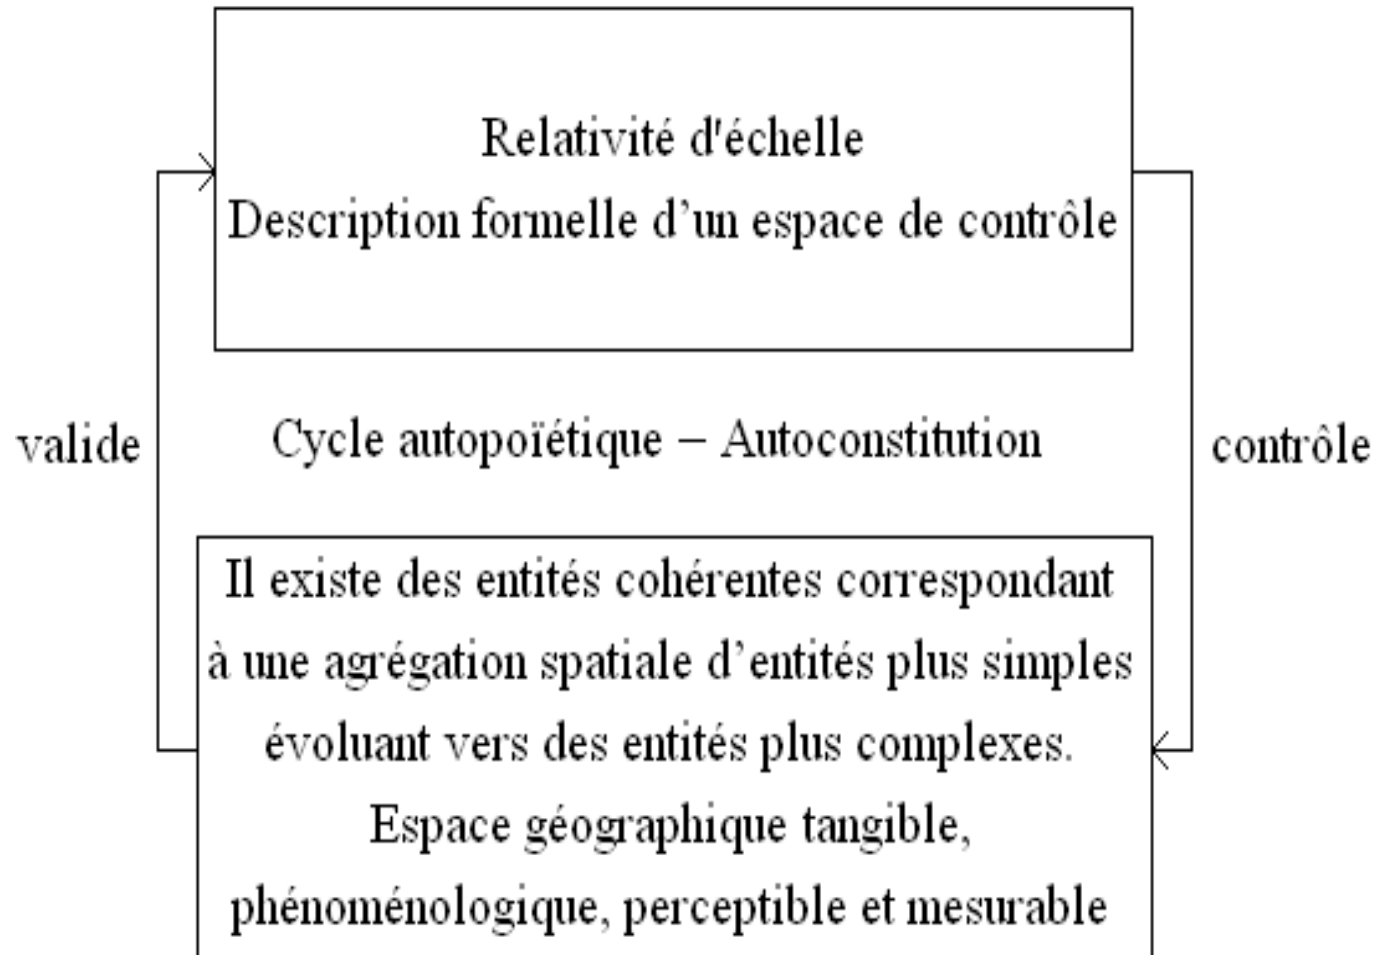 Relativité d'échelle
Description formelle d’un espace de contrôle
valide
Cycle autopoïétique – Autoconstitution
contrôle
Il existe des entités cohérentes correspondant
à une agrégation spatiale d’entités plus simples
évoluant vers des entités plus complexes.
Espace géographique tangible,
phénoménologique, perceptible et mesurable